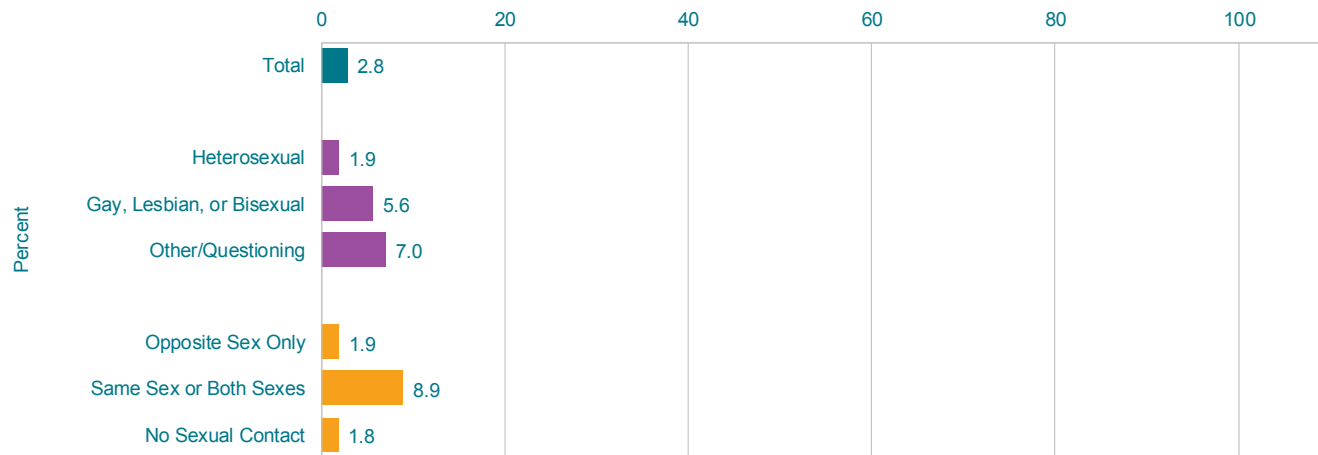 0 20 40 60 80 100
Total 2.8
Heterosexual 1.9
Gay, Lesbian, or Bisexual 5.6
Other/Questioning 7.0
Percent
Opposite Sex Only 1.9
Same Sex or Both Sexes 8.9
No Sexual Contact 1.8